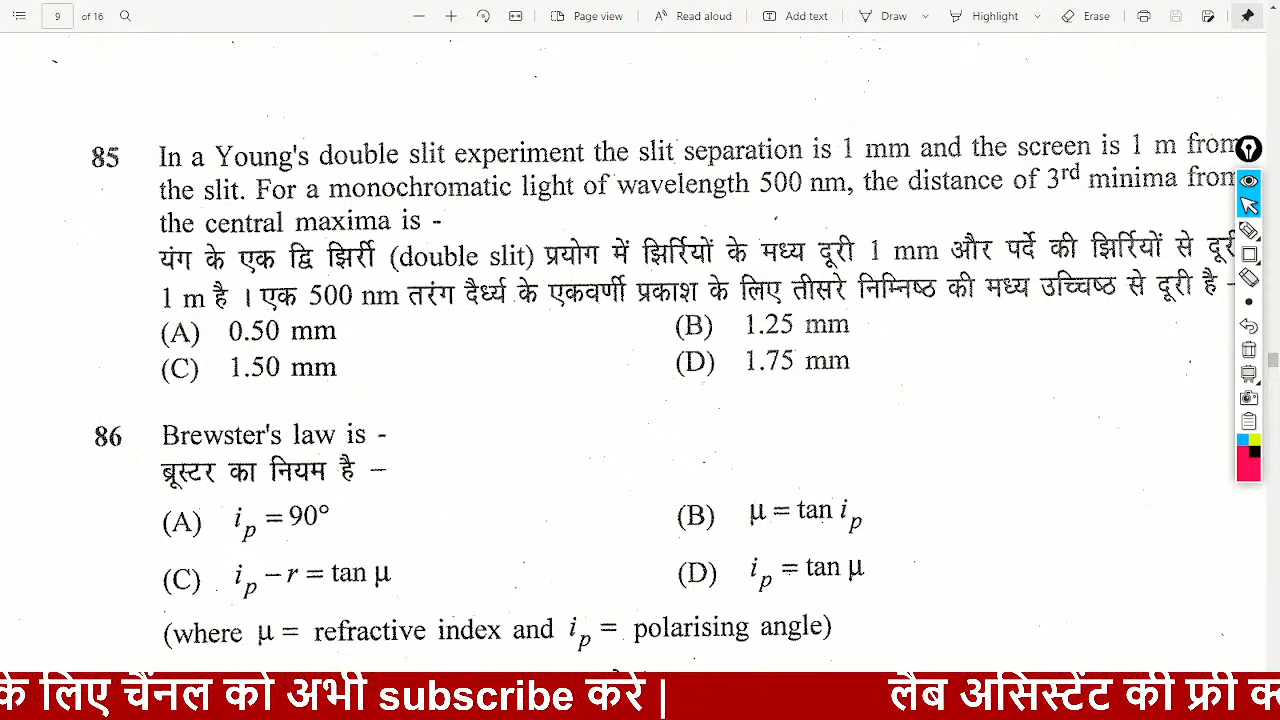 9 of 16 Page view Read aloud Add text Draw Highlight Erase
85 In a Young's double slit experiment the slit separation is 1 mm and the screen is 1 m from
the slit. For a monochromatic light of wavelength 500 nm, the distance of 3rd minima from
the central maxima is -
यंग के एक द्वि झिर्री (double slit) प्रयोग में झिर्रियों के मध्य दूरी 1 mm और पर्दे की झिर्रियों से दूरी
1 m है । एक 500 nm तरंग दैर्ध्य के एकवर्णी प्रकाश के लिए तीसरे निम्निष्ठ की मध्य उच्चिष्ठ से दूरी है –
(A) 0.50 mm (B) 1.25 mm
(C) 1.50 mm (D) 1.75 mm
86 Brewster's law is -
ब्रूस्टर का नियम है –
(A) i_p = 90° (B) μ = tan i_p
(C) i_p − r = tan μ (D) i_p = tan μ
(where μ = refractive index and i_p = polarising angle)
के लिए चैंनल को अभी subscribe करें | लैब असिस्टेंट की फ्री